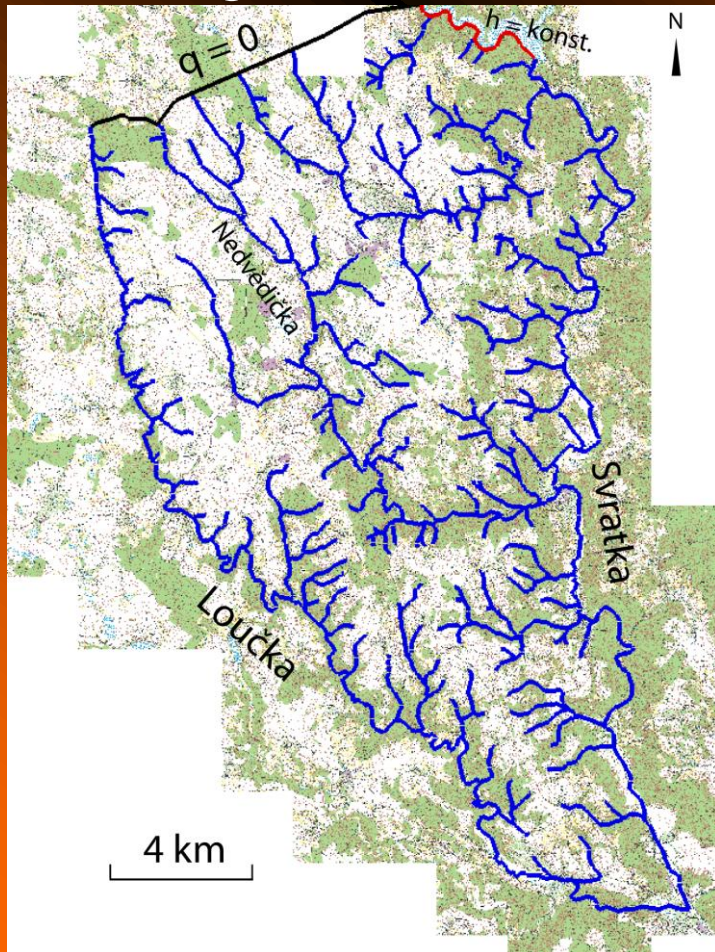 h = konst.
N
q = 0
Nedvědička
Svratka
Loučka
4 km